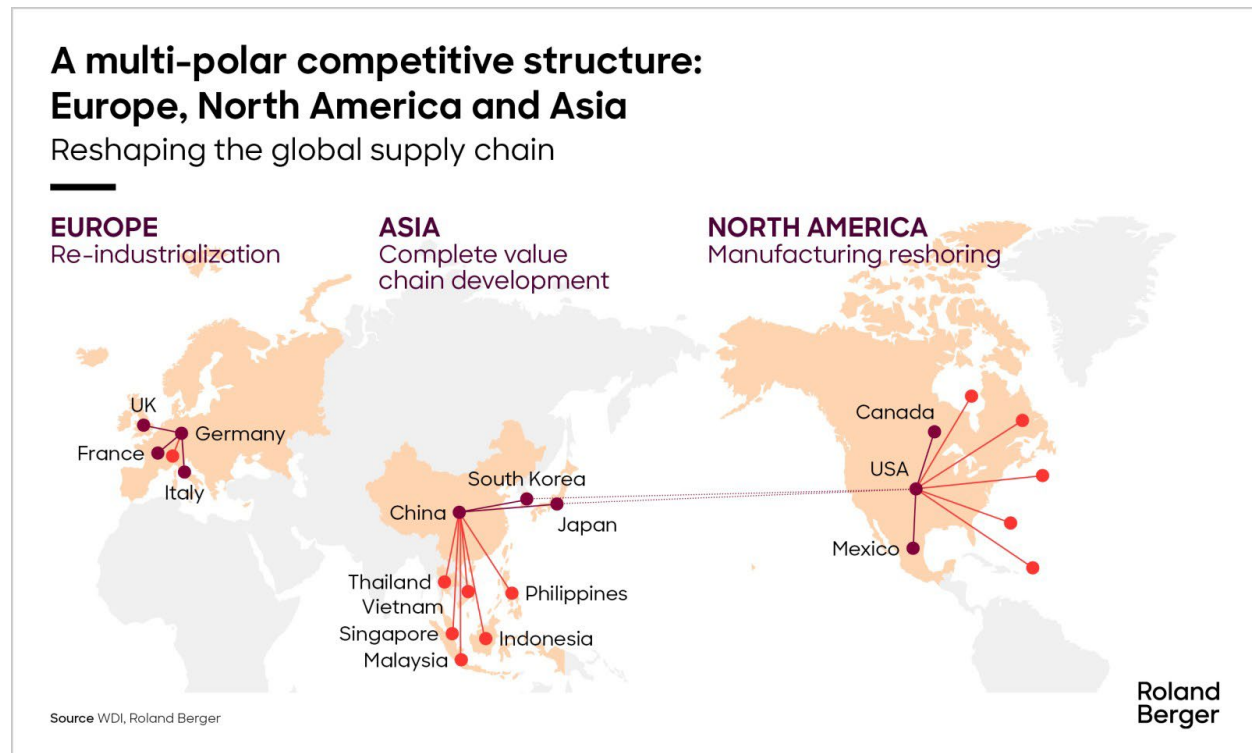 A multi-polar competitive structure:
Europe, North America and Asia
Reshaping the global supply chain
EUROPE
Re-industrialization
ASIA
Complete value
chain development
NORTH AMERICA
Manufacturing reshoring
UK
Germany
France
Italy
South Korea
China
Japan
Thailand
Vietnam
Philippines
Singapore
Indonesia
Malaysia
Canada
USA
Mexico
Source WDI, Roland Berger
Roland
Berger